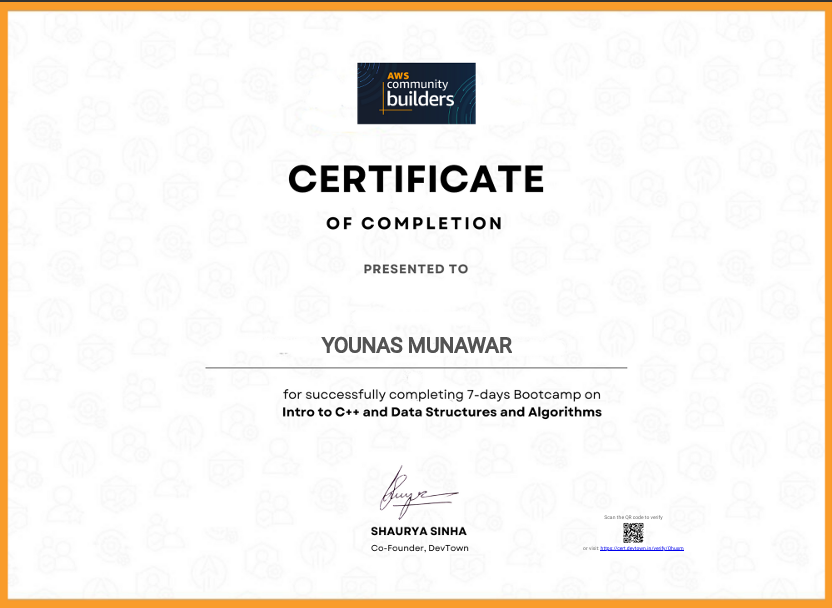 AWS
community
builders
CERTIFICATE
OF COMPLETION
PRESENTED TO
YOUNAS MUNAWAR
for successfully completing 7-days Bootcamp on
Intro to C++ and Data Structures and Algorithms
SHAURYA SINHA
Co-Founder, DevTown
Scan the QR code to verify
or visit